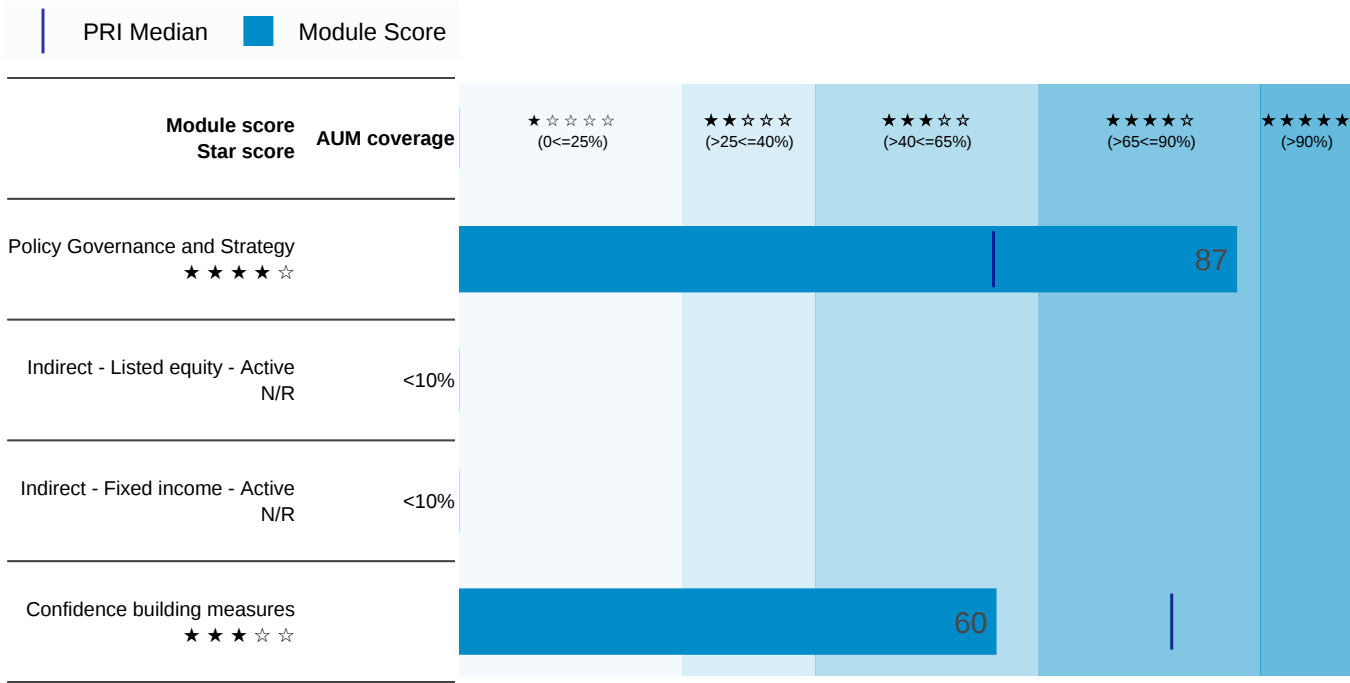 PRI Median Module Score
Module score
Star score
AUM coverage
★☆☆☆☆
(0<=25%)
★★☆☆☆
(>25<=40%)
★★★☆☆
(>40<=65%)
★★★★☆
(>65<=90%)
★★★★★
(>90%)
Policy Governance and Strategy
★★★★☆
87
Indirect - Listed equity - Active
N/R
<10%
Indirect - Fixed income - Active
N/R
<10%
Confidence building measures
★★★☆☆
60